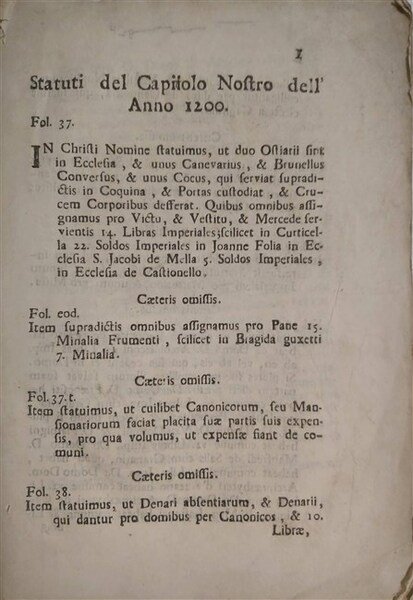 1
Statuti del Capitolo Nostro dell'
Anno 1200.
Fol. 37.
IN Christi Nomine statuimus, ut duo Ostiarii sint
in Ecclesia, & unus Canevarius, & Brunellus
Conversus, & unus Cocus, qui serviat supradi-
ctis in Coquina, & Portas custodiat, & Cru-
cem Corporibus defferat. Quibus omnibus assi-
gnamus pro Victu, & Vestitu, & Mercede ser-
vientis 14. Libras Imperiales; scilicet in Curticel-
la 22. Soldos Imperiales in Joanne Folia in Ec-
clesia S. Jacobi de Mella 5. Soldos Imperiales,
in Ecclesia de Castionello.
Cæteris omissis.
Fol. eod.
Item supradictis omnibus assignamus pro Pane 15.
Minalia Frumenti, scilicet in Bragida guxetti
7. Minalia.
Cæteris omissis.
Fol. 37. t.
Item statuimus, ut cuilibet Canonicorum, seu Man-
sionariorum faciat placita suæ partis suis expen-
sis, pro qua volumus, ut expensæ fiant de co-
muni.
Cæteris omissis.
Fol. 38.
Item statuimus, ut Denari absentiarum, & Denarii,
qui dantur pro domibus per Canonicos, & 10.
Libræ,